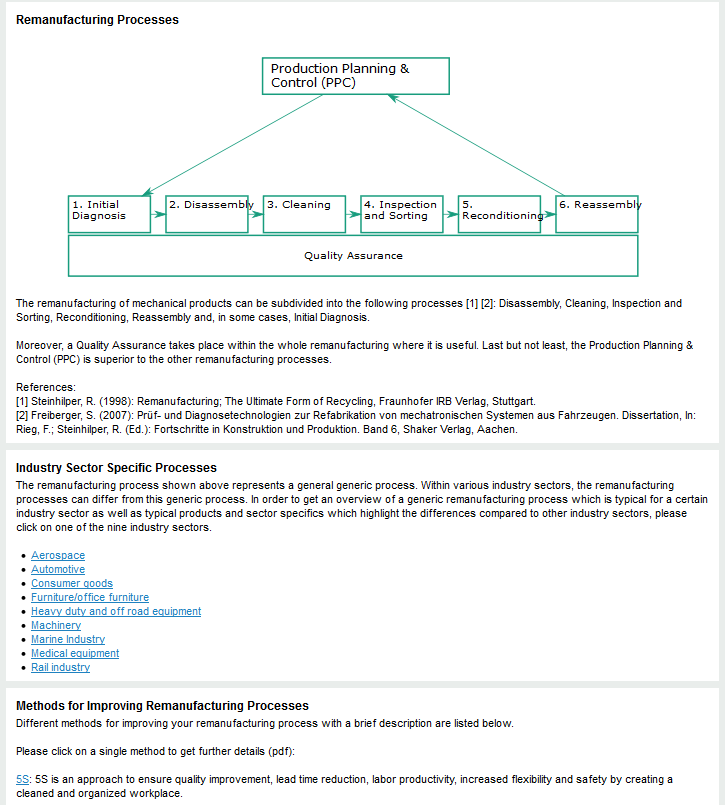 Remanufacturing Processes
Production Planning &
Control (PPC)
1. Initial
Diagnosis
2. Disassembly
3. Cleaning
4. Inspection
and Sorting
5.
Reconditioning
6. Reassembly
Quality Assurance
The remanufacturing of mechanical products can be subdivided into the following processes [1] [2]: Disassembly, Cleaning, Inspection and
Sorting, Reconditioning, Reassembly and, in some cases, Initial Diagnosis.
Moreover, a Quality Assurance takes place within the whole remanufacturing where it is useful. Last but not least, the Production Planning &
Control (PPC) is superior to the other remanufacturing processes.
References:
[1] Steinhilper, R. (1998): Remanufacturing; The Ultimate Form of Recycling, Fraunhofer IRB Verlag, Stuttgart.
[2] Freiberger, S. (2007): Prüf- und Diagnosetechnologien zur Refabrikation von mechatronischen Systemen aus Fahrzeugen. Dissertation, In:
Rieg, F.; Steinhilper, R. (Ed.): Fortschritte in Konstruktion und Produktion. Band 6, Shaker Verlag, Aachen.
Industry Sector Specific Processes
The remanufacturing process shown above represents a general generic process. Within various industry sectors, the remanufacturing
processes can differ from this generic process. In order to get an overview of a generic remanufacturing process which is typical for a certain
industry sector as well as typical products and sector specifics which highlight the differences compared to other industry sectors, please
click on one of the nine industry sectors.
• Aerospace
• Automotive
• Consumer goods
• Furniture/office furniture
• Heavy duty and off road equipment
• Machinery
• Marine Industry
• Medical equipment
• Rail industry
Methods for Improving Remanufacturing Processes
Different methods for improving your remanufacturing process with a brief description are listed below.
Please click on a single method to get further details (pdf):
5S: 5S is an approach to ensure quality improvement, lead time reduction, labor productivity, increased flexibility and safety by creating a
cleaned and organized workplace.